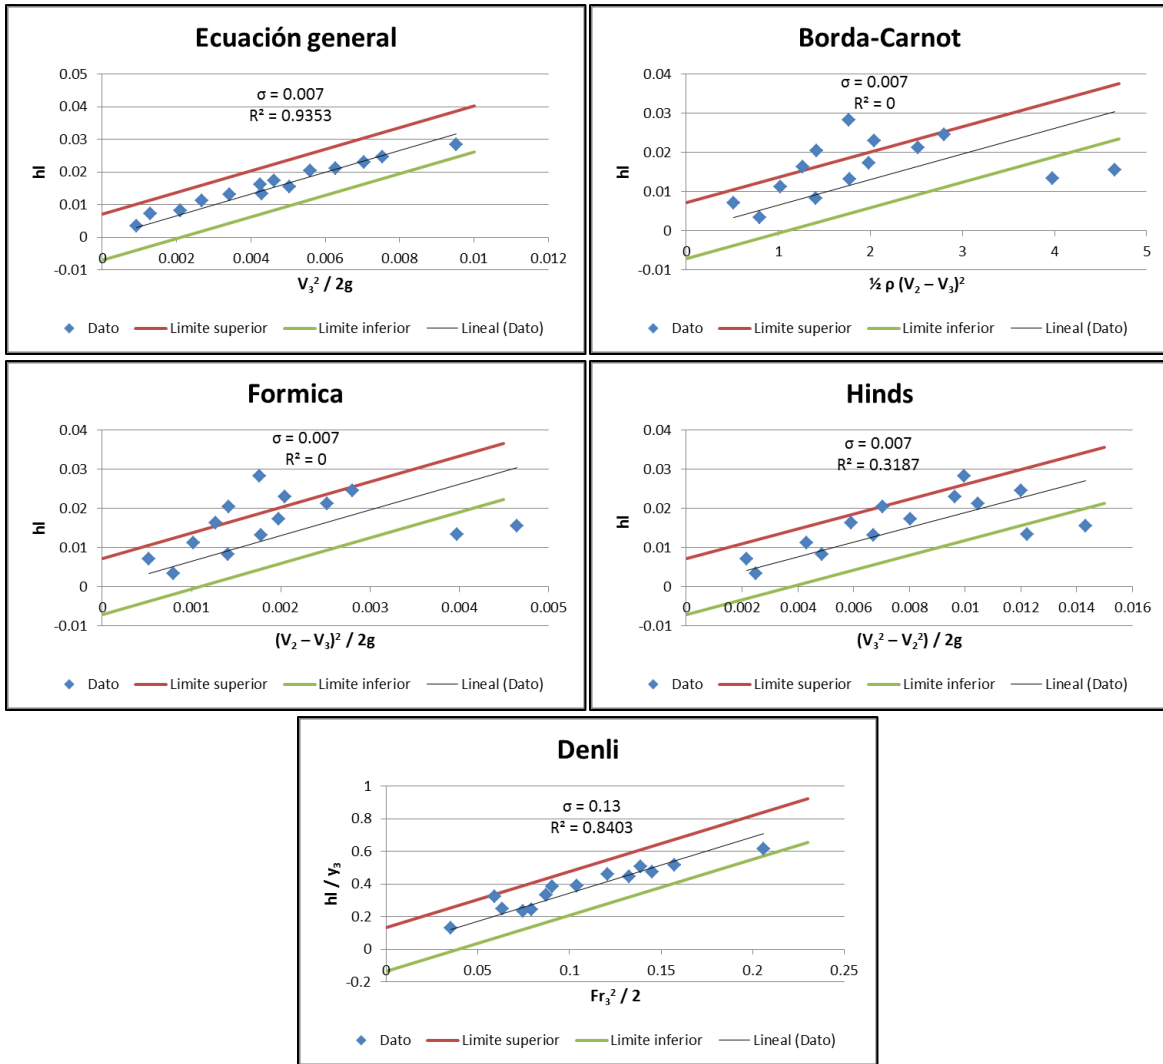 Ecuación general
σ = 0.007
R² = 0.9353
hl
0.05
0.04
0.03
0.02
0.01
0
-0.01
0 0.002 0.004 0.006 0.008 0.01 0.012
V₃² / 2g
Dato Limite superior Limite inferior Lineal (Dato)
Borda-Carnot
σ = 0.007
R² = 0
hl
0.04
0.03
0.02
0.01
0
-0.01
0 1 2 3 4 5
½ ρ (V₂ – V₃)²
Dato Limite superior Limite inferior Lineal (Dato)
Formica
σ = 0.007
R² = 0
hl
0.04
0.03
0.02
0.01
0
-0.01
0 0.001 0.002 0.003 0.004 0.005
(V₂ – V₃)² / 2g
Dato Limite superior Limite inferior Lineal (Dato)
Hinds
σ = 0.007
R² = 0.3187
hl
0.04
0.03
0.02
0.01
0
-0.01
0 0.002 0.004 0.006 0.008 0.01 0.012 0.014 0.016
(V₃² – V₂²) / 2g
Dato Limite superior Limite inferior Lineal (Dato)
Denli
σ = 0.13
R² = 0.8403
hl / y₃
1
0.8
0.6
0.4
0.2
0
-0.2
0 0.05 0.1 0.15 0.2 0.25
Fr₃² / 2
Dato Limite superior Limite inferior Lineal (Dato)